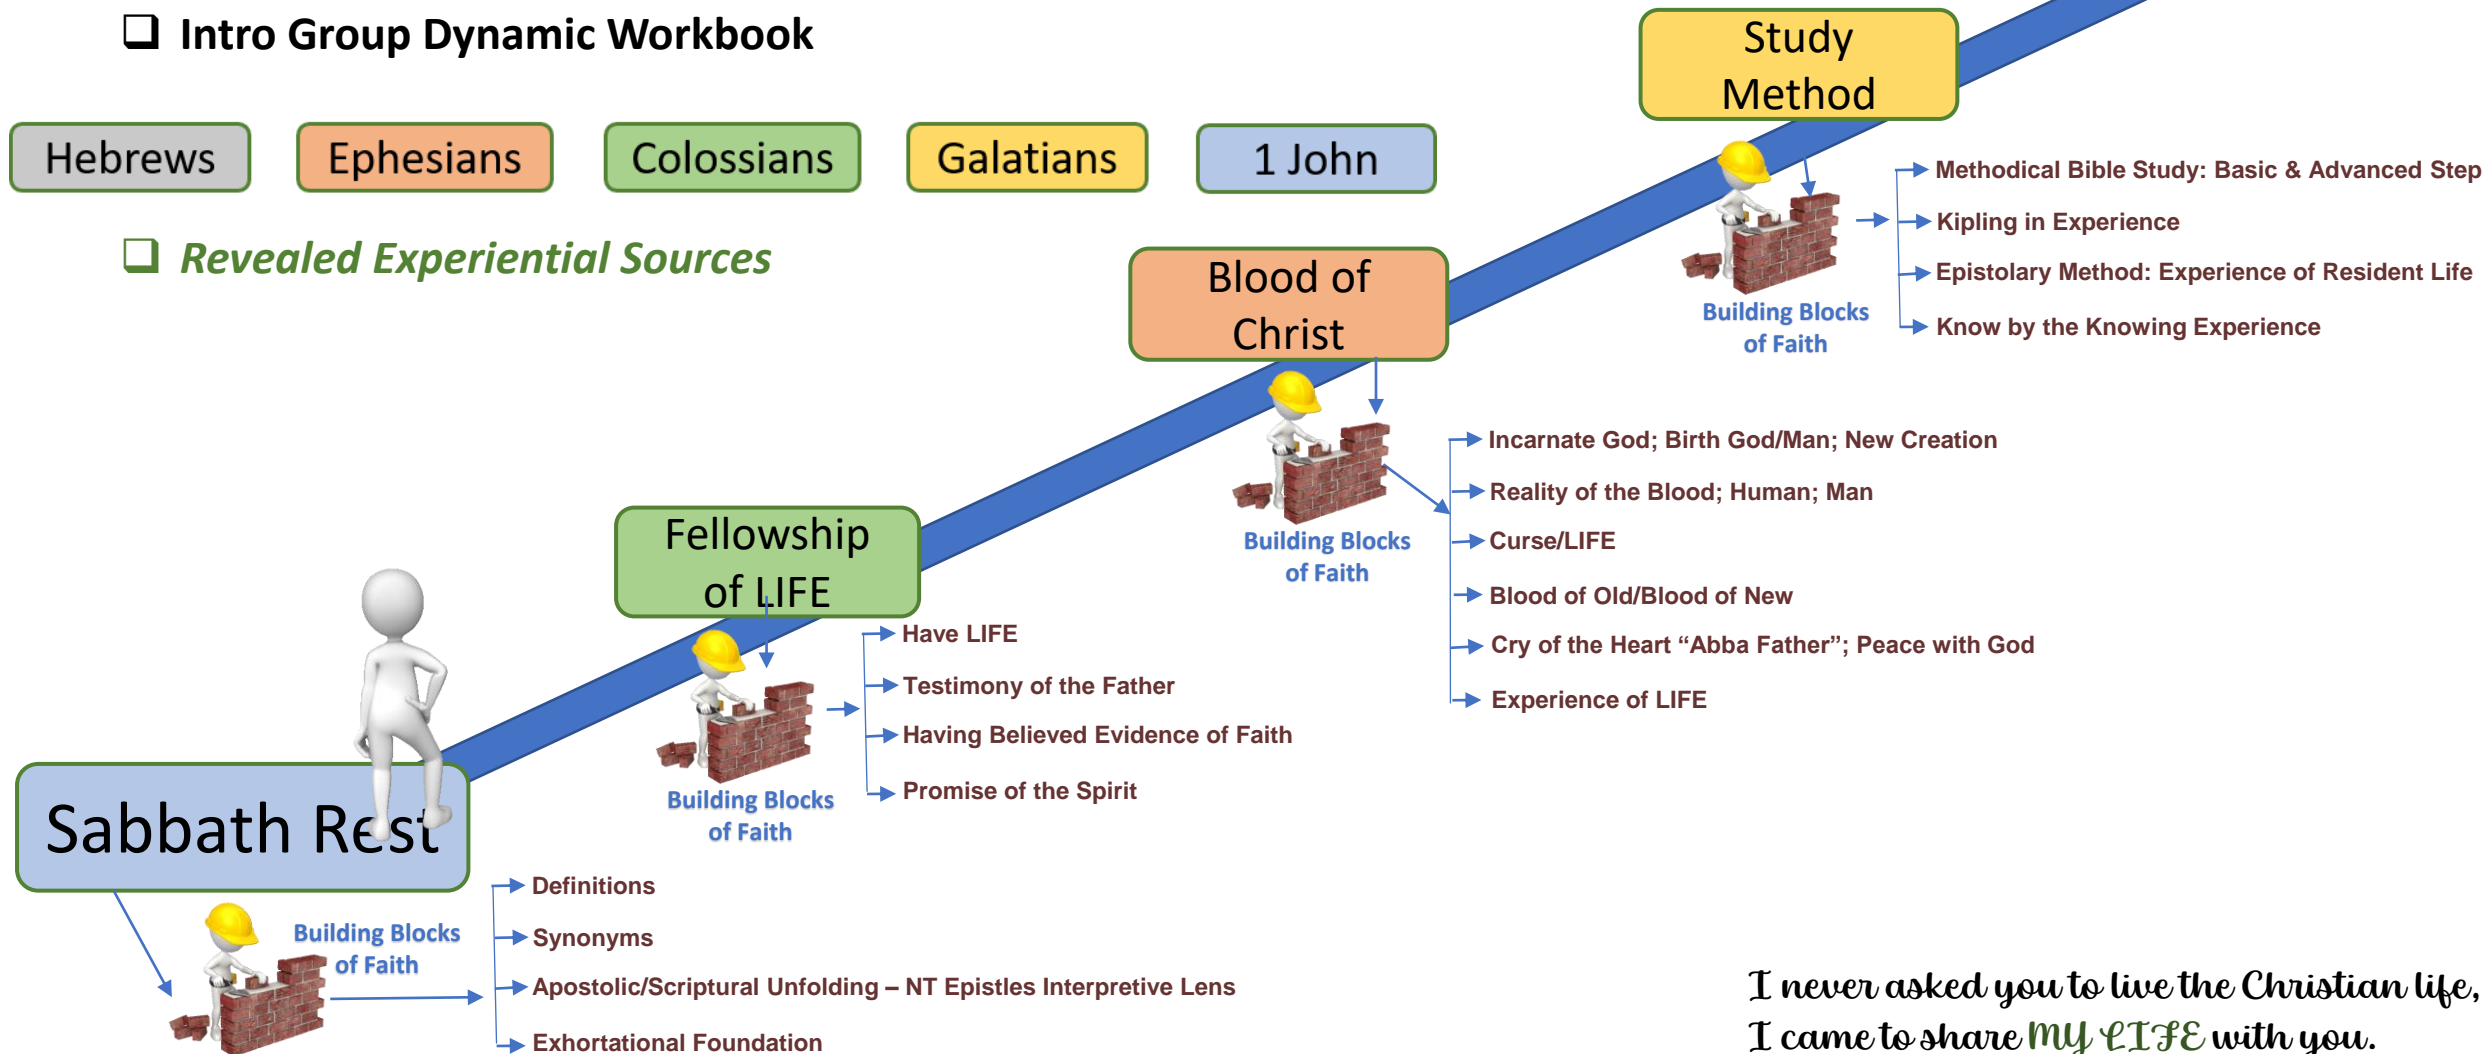 ❑ Intro Group Dynamic Workbook
Hebrews
Ephesians
Colossians
Galatians
1 John
❑ Revealed Experiential Sources
Study
Method
Building Blocks
of Faith
Methodical Bible Study: Basic & Advanced Step
Kipling in Experience
Epistolary Method: Experience of Resident Life
Know by the Knowing Experience
Blood of
Christ
Building Blocks
of Faith
Incarnate God; Birth God/Man; New Creation
Reality of the Blood; Human; Man
Curse/LIFE
Blood of Old/Blood of New
Cry of the Heart “Abba Father”; Peace with God
Experience of LIFE
Fellowship
of LIFE
Building Blocks
of Faith
Have LIFE
Testimony of the Father
Having Believed Evidence of Faith
Promise of the Spirit
Sabbath Rest
Building Blocks
of Faith
Definitions
Synonyms
Apostolic/Scriptural Unfolding – NT Epistles Interpretive Lens
Exhortational Foundation
I never asked you to live the Christian life,
I came to share MY LIFE with you.